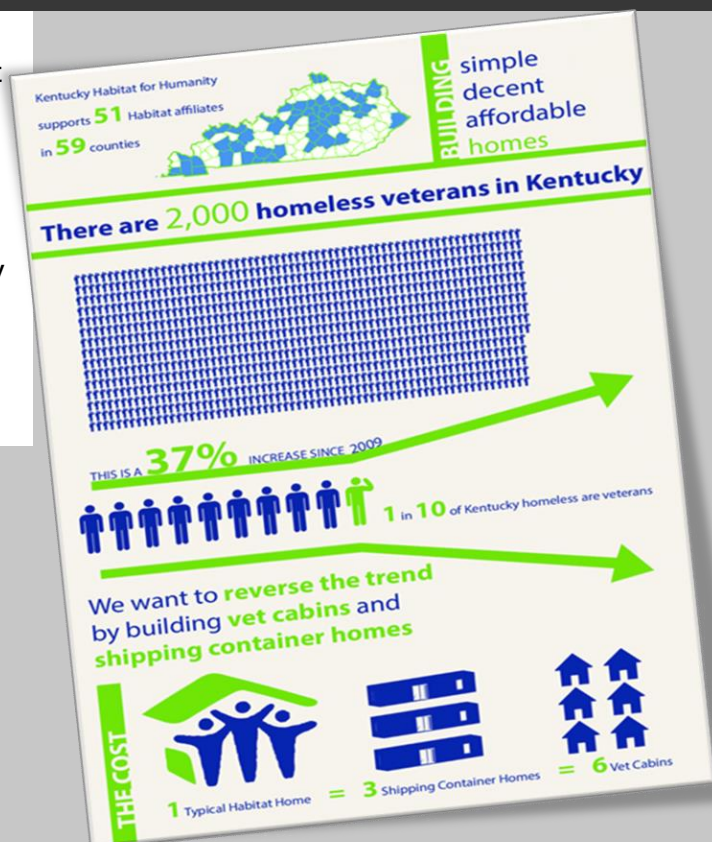 Kentucky Habitat for Humanity
supports 51 Habitat affiliates
in 59 counties
BUILDING
simple
decent
affordable
homes
There are 2,000 homeless veterans in Kentucky
THIS IS A 37% INCREASE SINCE 2009
1 in 10 of Kentucky homeless are veterans
We want to reverse the trend
by building vet cabins and
shipping container homes
THE COST
1 Typical Habitat Home = 3 Shipping Container Homes = 6 Vet Cabins